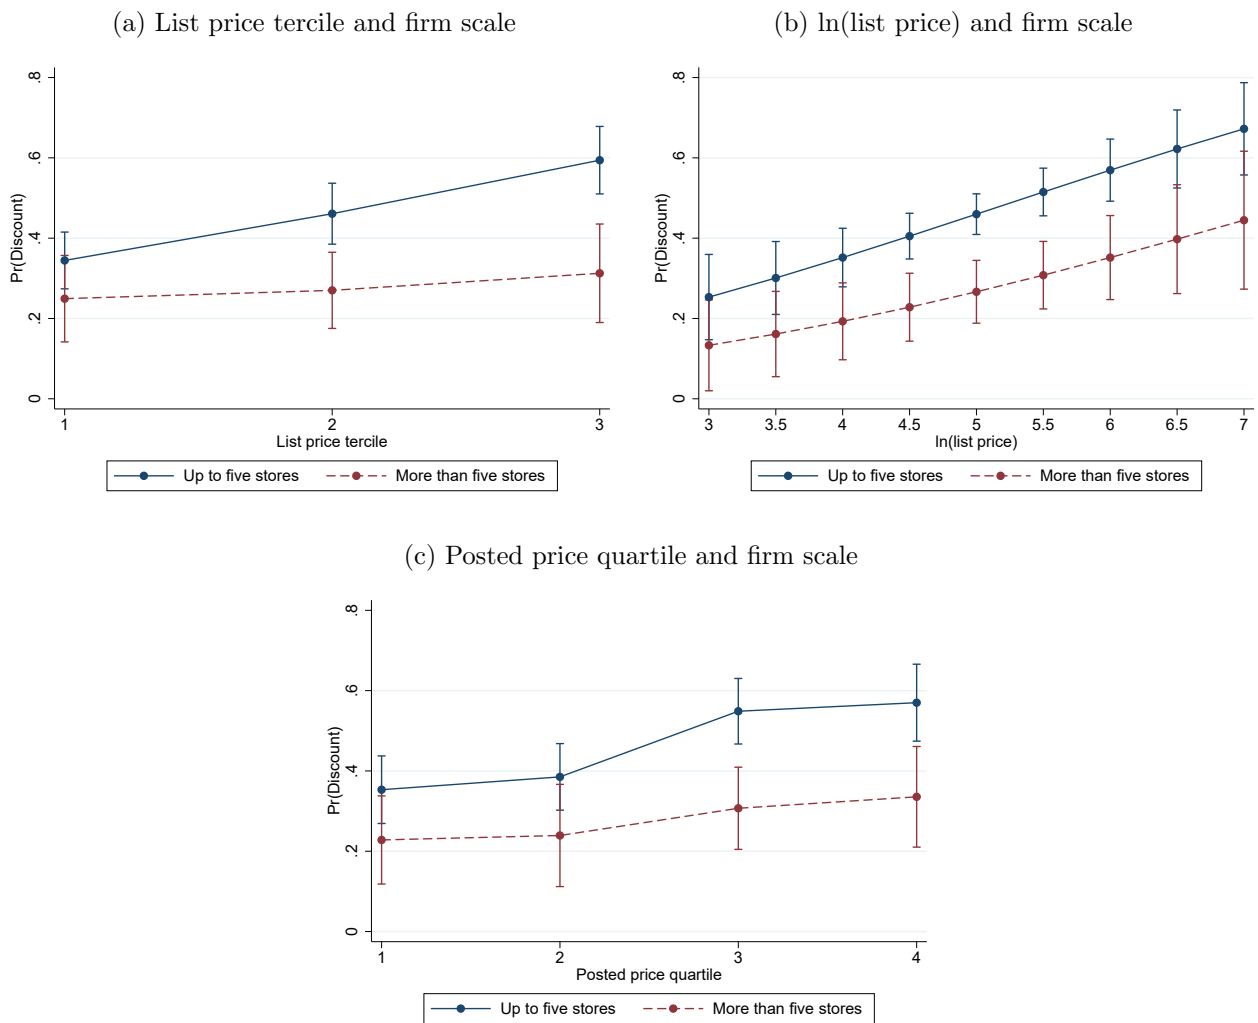 (a) List price tercile and firm scale
.8
.6
.4
.2
0
Pr(Discount)
1 2 3
List price tercile
Up to five stores More than five stores
(b) ln(list price) and firm scale
.8
.6
.4
.2
0
Pr(Discount)
3 3.5 4 4.5 5 5.5 6 6.5 7
ln(list price)
Up to five stores More than five stores
(c) Posted price quartile and firm scale
.8
.6
.4
.2
0
Pr(Discount)
1 2 3 4
Posted price quartile
Up to five stores More than five stores